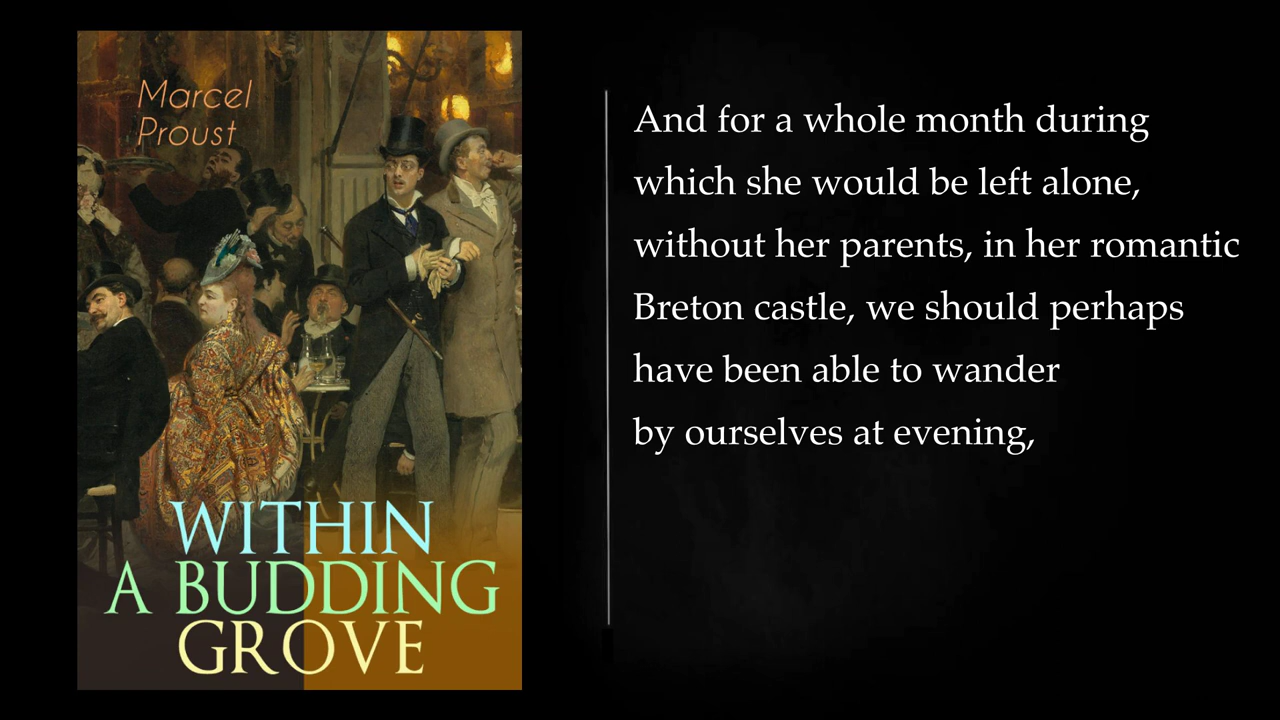 Marcel
Proust
WITHIN
A BUDDING
GROVE
And for a whole month during
which she would be left alone,
without her parents, in her romantic
Breton castle, we should perhaps
have been able to wander
by ourselves at evening,